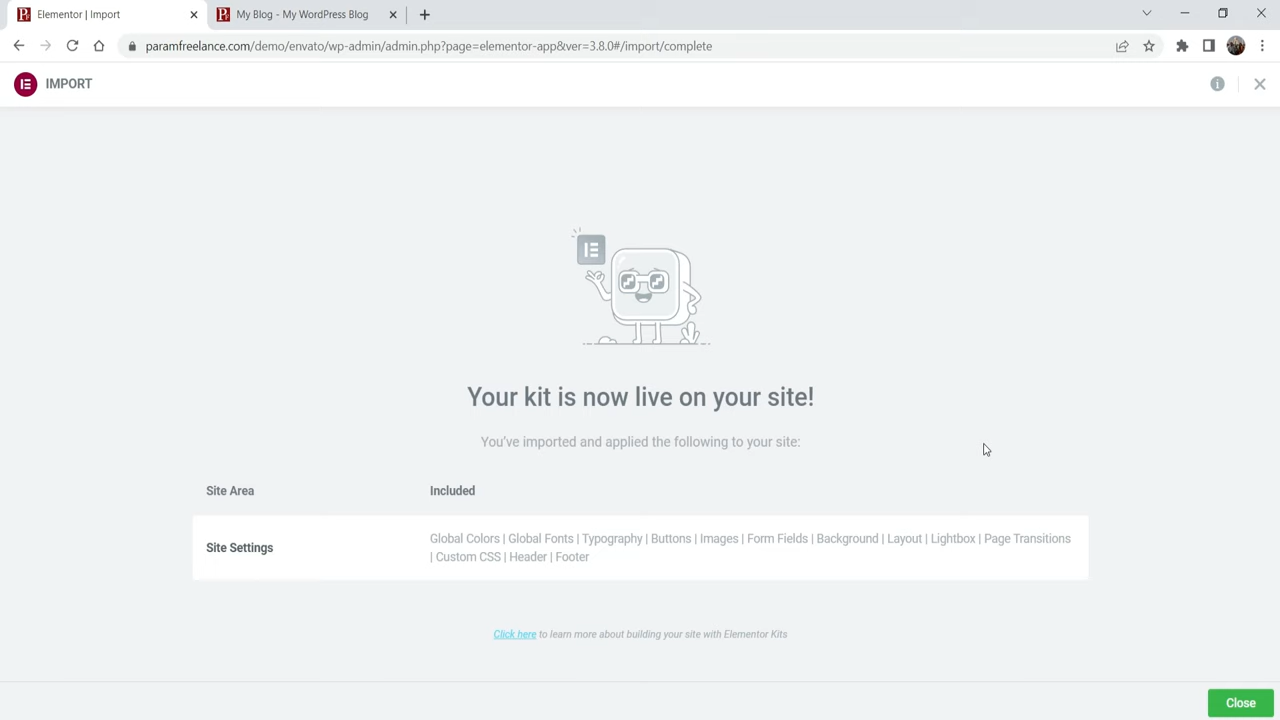 Elementor | Import
My Blog - My WordPress Blog
paramfreelance.com/demo/envato/wp-admin/admin.php?page=elementor-app&ver=3.8.0#/import/complete
IMPORT
Your kit is now live on your site!
You've imported and applied the following to your site:
Site Area
Included
Site Settings
Global Colors | Global Fonts | Typography | Buttons | Images | Form Fields | Background | Layout | Lightbox | Page Transitions
| Custom CSS | Header | Footer
Click here to learn more about building your site with Elementor Kits
Close